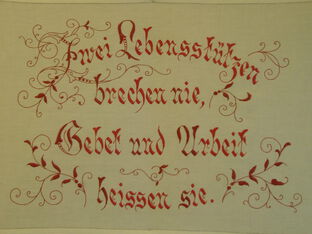 Zwei Lebensstützen
brechen nie,
Gebet und Arbeit
heissen sie.